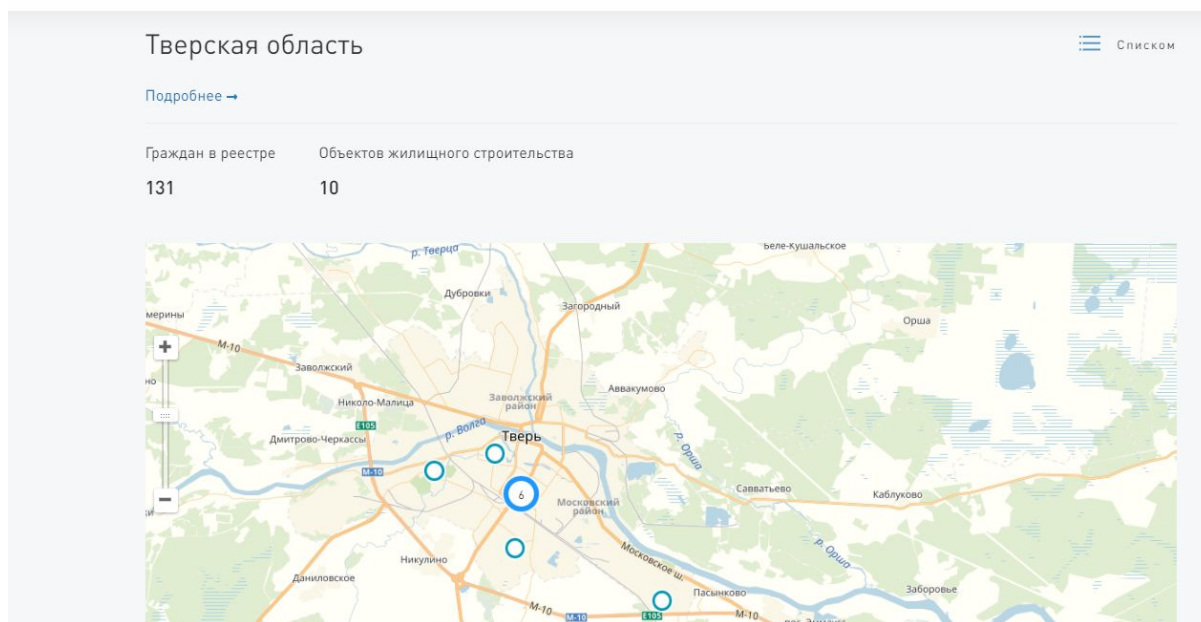 Тверская область
Списком
Подробнее →
Граждан в реестре
Объектов жилищного строительства
131
10
р. Тверца
Беле-Кушальское
Дубровки
Загородный
Орша
М-10
Заволжский
Аввакумово
Николо-Малица
Заволжский
район
E105
р. Волга
Тверь
Дмитрово-Черкассы
р. Орша
М-10
6
Савватьево
Каблуково
Московский
район
Московское ш.
р. Орша
Никулино
Даниловское
Пасынково
Заборовье
М-10
М-10
E105
М-10